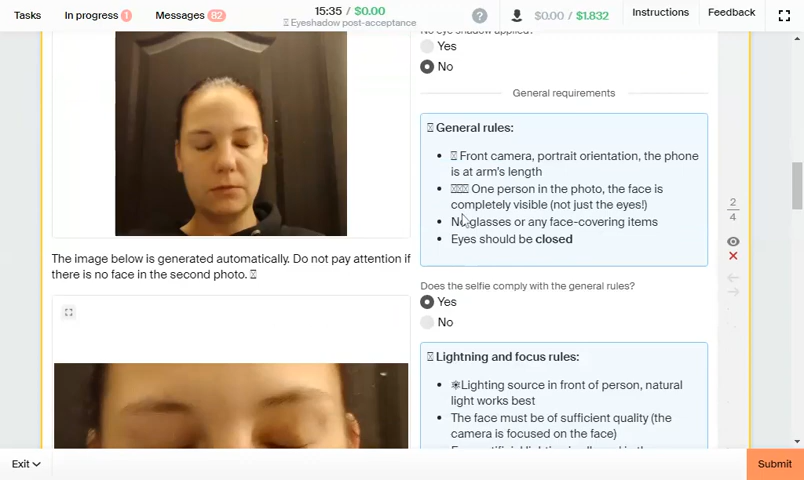 Tasks
In progress 1
Messages 82
15:35 / $0.00
Eyeshadow post-acceptance
$0.00 / $1.832
Instructions
Feedback
No eye shadow applied?
Yes
No
General requirements
General rules:
Front camera, portrait orientation, the phone
is at arm's length
One person in the photo, the face is
completely visible (not just the eyes!)
No glasses or any face-covering items
Eyes should be closed
The image below is generated automatically. Do not pay attention if
there is no face in the second photo.
Does the selfie comply with the general rules?
Yes
No
Lightning and focus rules:
Lighting source in front of person, natural
light works best
The face must be of sufficient quality (the
camera is focused on the face)
2
4
Exit
Submit